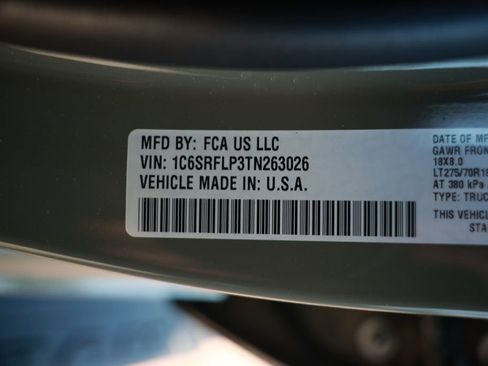 MFD BY: FCA US LLC
VIN: 1C6SRFLP3TN263026
VEHICLE MADE IN: U.S.A.
DATE OF MF
GAWR FRON
18X8.0
LT275/70R18
AT 380 kPa
TYPE: TRUC
THIS VEHICL
STA